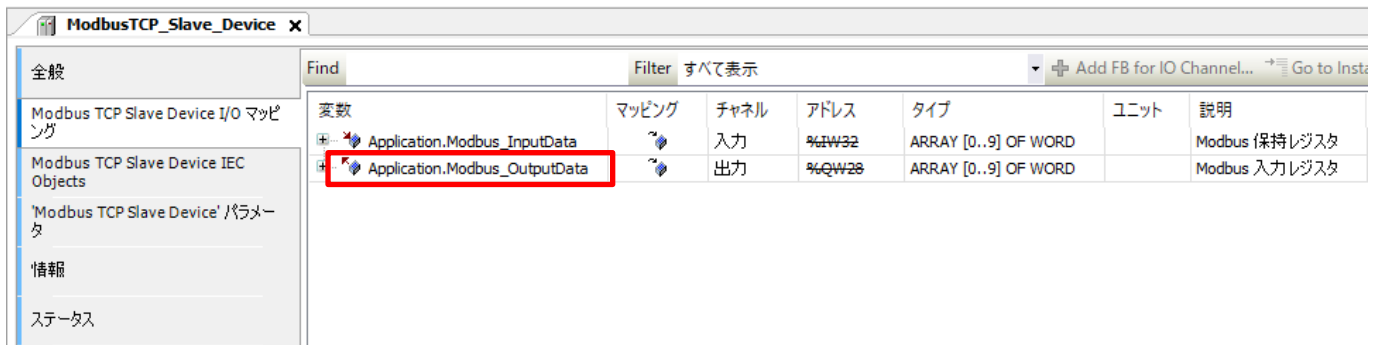 ModbusTCP_Slave_Device X
全般
Modbus TCP Slave Device I/O マッピ
ング
Modbus TCP Slave Device IEC
Objects
'Modbus TCP Slave Device' パラメー
タ
情報
ステータス
Find Filter すべて表示 Add FB for IO Channel... Go to Insta
変数 マッピング チャネル アドレス タイプ ユニット 説明
Application.Modbus_InputData 入力 %IW32 ARRAY [0..9] OF WORD Modbus 保持レジスタ
Application.Modbus_OutputData 出力 %QW28 ARRAY [0..9] OF WORD Modbus 入力レジスタ